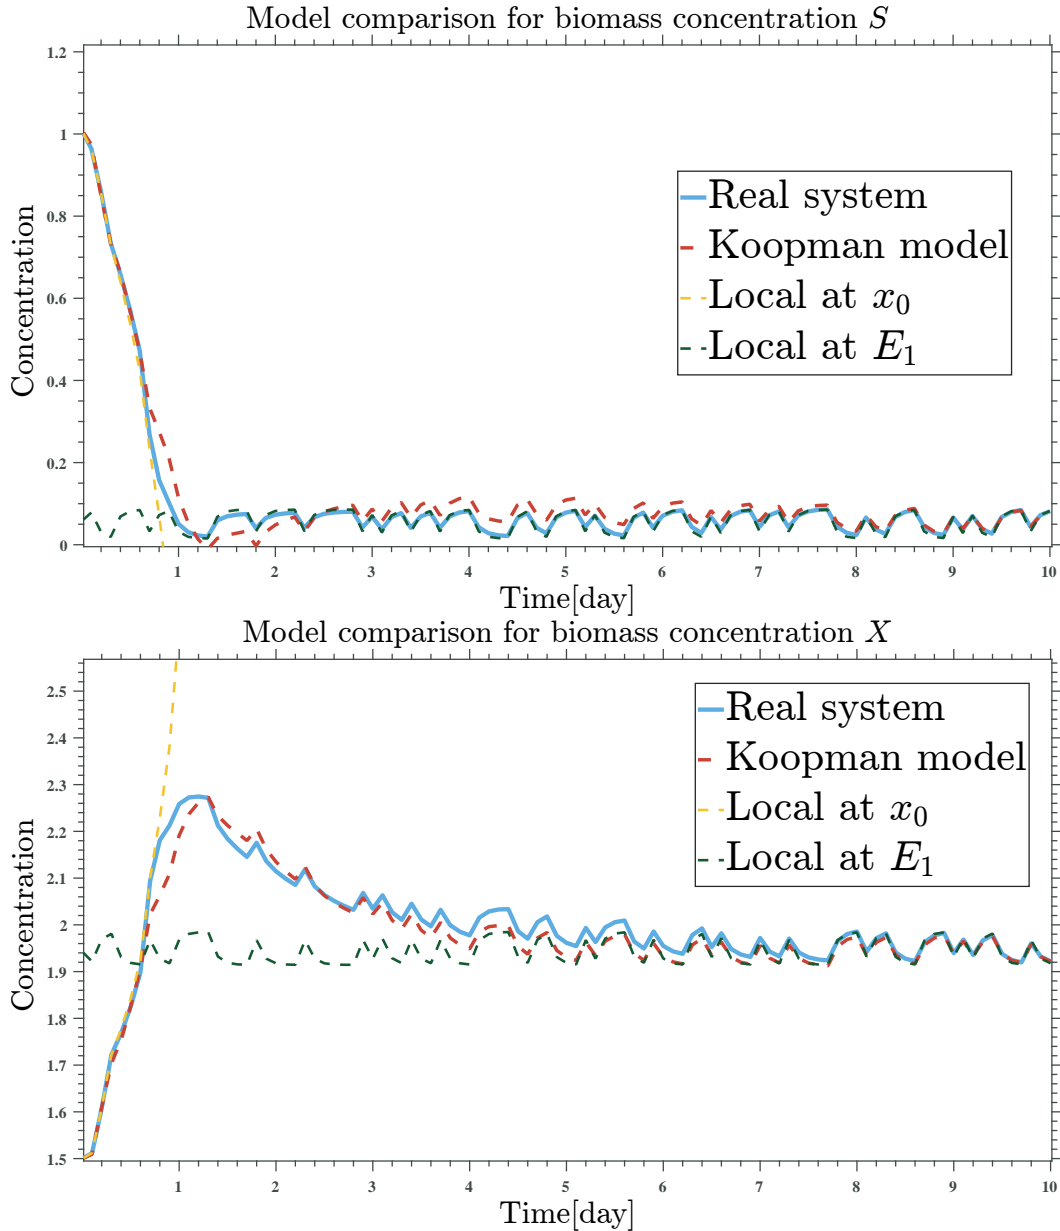 Model comparison for biomass concentration S
1.2
1
0.8
0.6
0.4
0.2
0
Concentration
Real system
Koopman model
Local at x₀
Local at E₁
1 2 3 4 5 6 7 8 9 10
Time[day]
Model comparison for biomass concentration X
2.5
2.4
2.3
2.2
2.1
2
1.9
1.8
1.7
1.6
1.5
Concentration
Real system
Koopman model
Local at x₀
Local at E₁
1 2 3 4 5 6 7 8 9 10
Time[day]